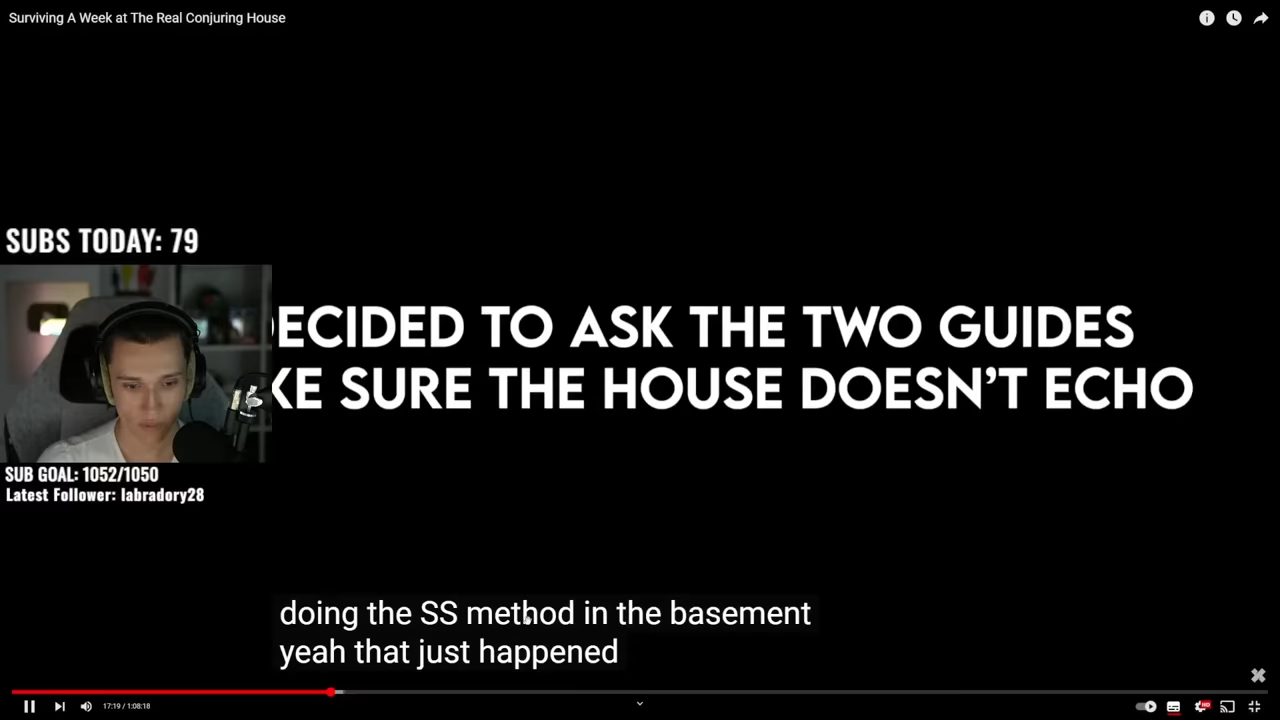 Surviving A Week at The Real Conjuring House
SUBS TODAY: 79
ECIDED TO ASK THE TWO GUIDES
KE SURE THE HOUSE DOESN'T ECHO
SUB GOAL: 1052/1050
Latest Follower: labradory28
doing the SS method in the basement
yeah that just happened
17:19 / 1:08:18
HD